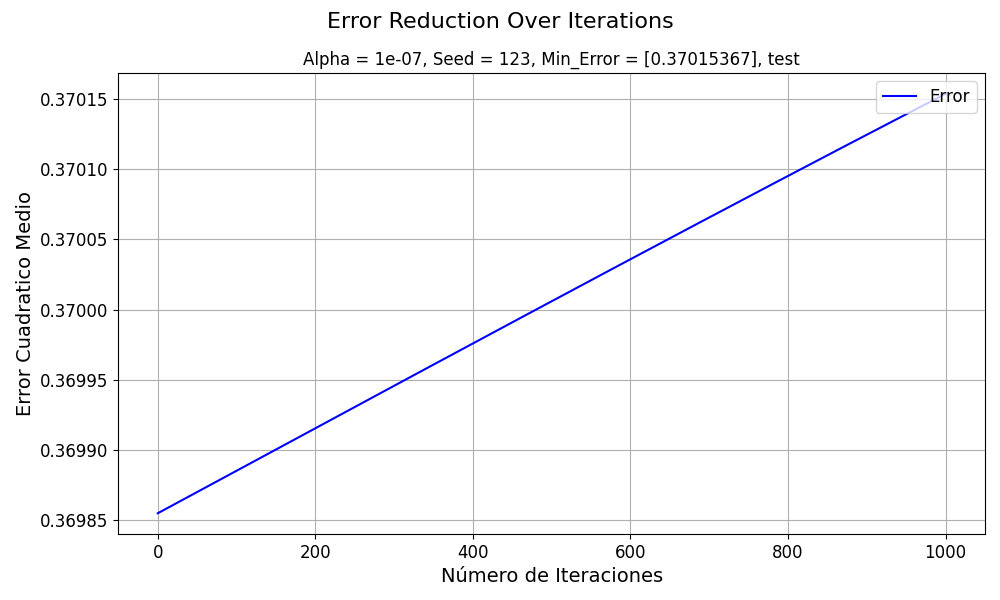 Error Reduction Over Iterations
Alpha = 1e-07, Seed = 123, Min_Error = [0.37015367], test
Error
0.37015
0.37010
0.37005
0.37000
0.36995
0.36990
0.36985
Error Cuadratico Medio
0 200 400 600 800 1000
Número de Iteraciones